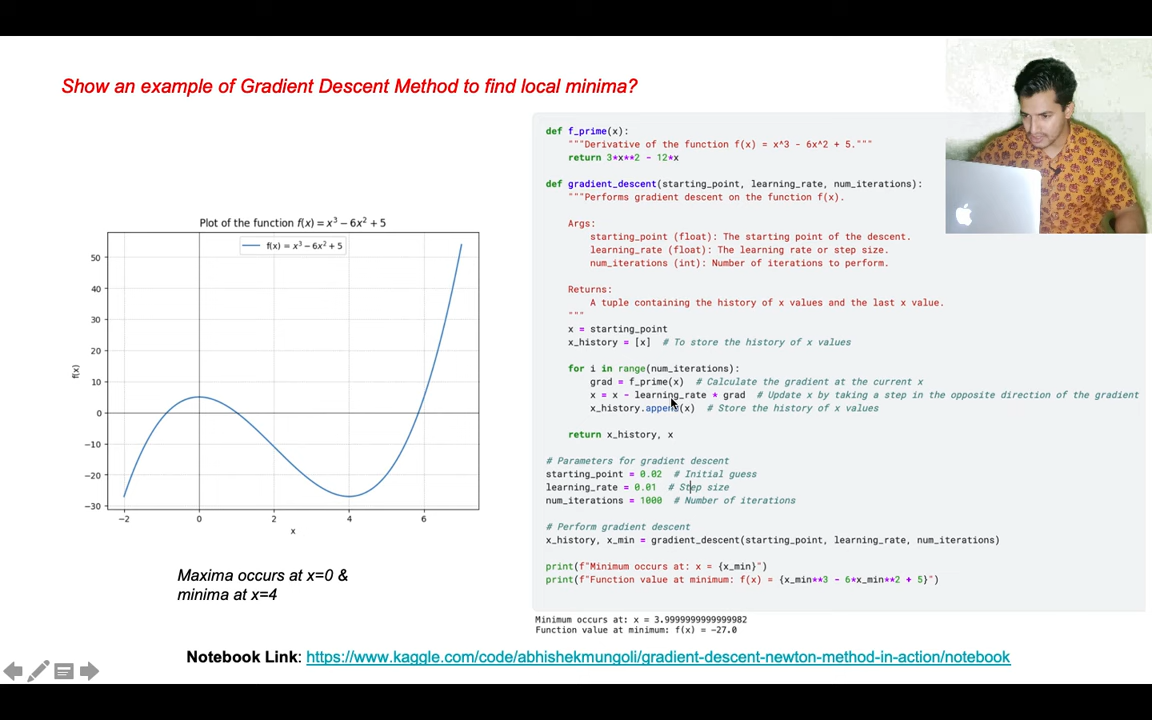 Show an example of Gradient Descent Method to find local minima?
Plot of the function f(x) = x³ − 6x² + 5
f(x) = x³ − 6x² + 5
50
40
30
20
10
0
−10
−20
−30
f(x)
−2
0
2
4
6
x
Maxima occurs at x=0 &
minima at x=4
def f_prime(x):
"""Derivative of the function f(x) = x^3 - 6x^2 + 5."""
return 3*x**2 - 12*x
def gradient_descent(starting_point, learning_rate, num_iterations):
"""Performs gradient descent on the function f(x).
Args:
starting_point (float): The starting point of the descent.
learning_rate (float): The learning rate or step size.
num_iterations (int): Number of iterations to perform.
Returns:
A tuple containing the history of x values and the last x value.
"""
x = starting_point
x_history = [x]  # To store the history of x values
for i in range(num_iterations):
grad = f_prime(x)  # Calculate the gradient at the current x
x = x - learning_rate * grad  # Update x by taking a step in the opposite direction of the gradient
x_history.append(x)  # Store the history of x values
return x_history, x
# Parameters for gradient descent
starting_point = 0.02  # Initial guess
learning_rate = 0.01  # Step size
num_iterations = 1000  # Number of iterations
# Perform gradient descent
x_history, x_min = gradient_descent(starting_point, learning_rate, num_iterations)
print(f"Minimum occurs at: x = {x_min}")
print(f"Function value at minimum: f(x) = {x_min**3 - 6*x_min**2 + 5}")
Minimum occurs at: x = 3.9999999999999982
Function value at minimum: f(x) = -27.0
Notebook Link: https://www.kaggle.com/code/abhishekmungoli/gradient-descent-newton-method-in-action/notebook